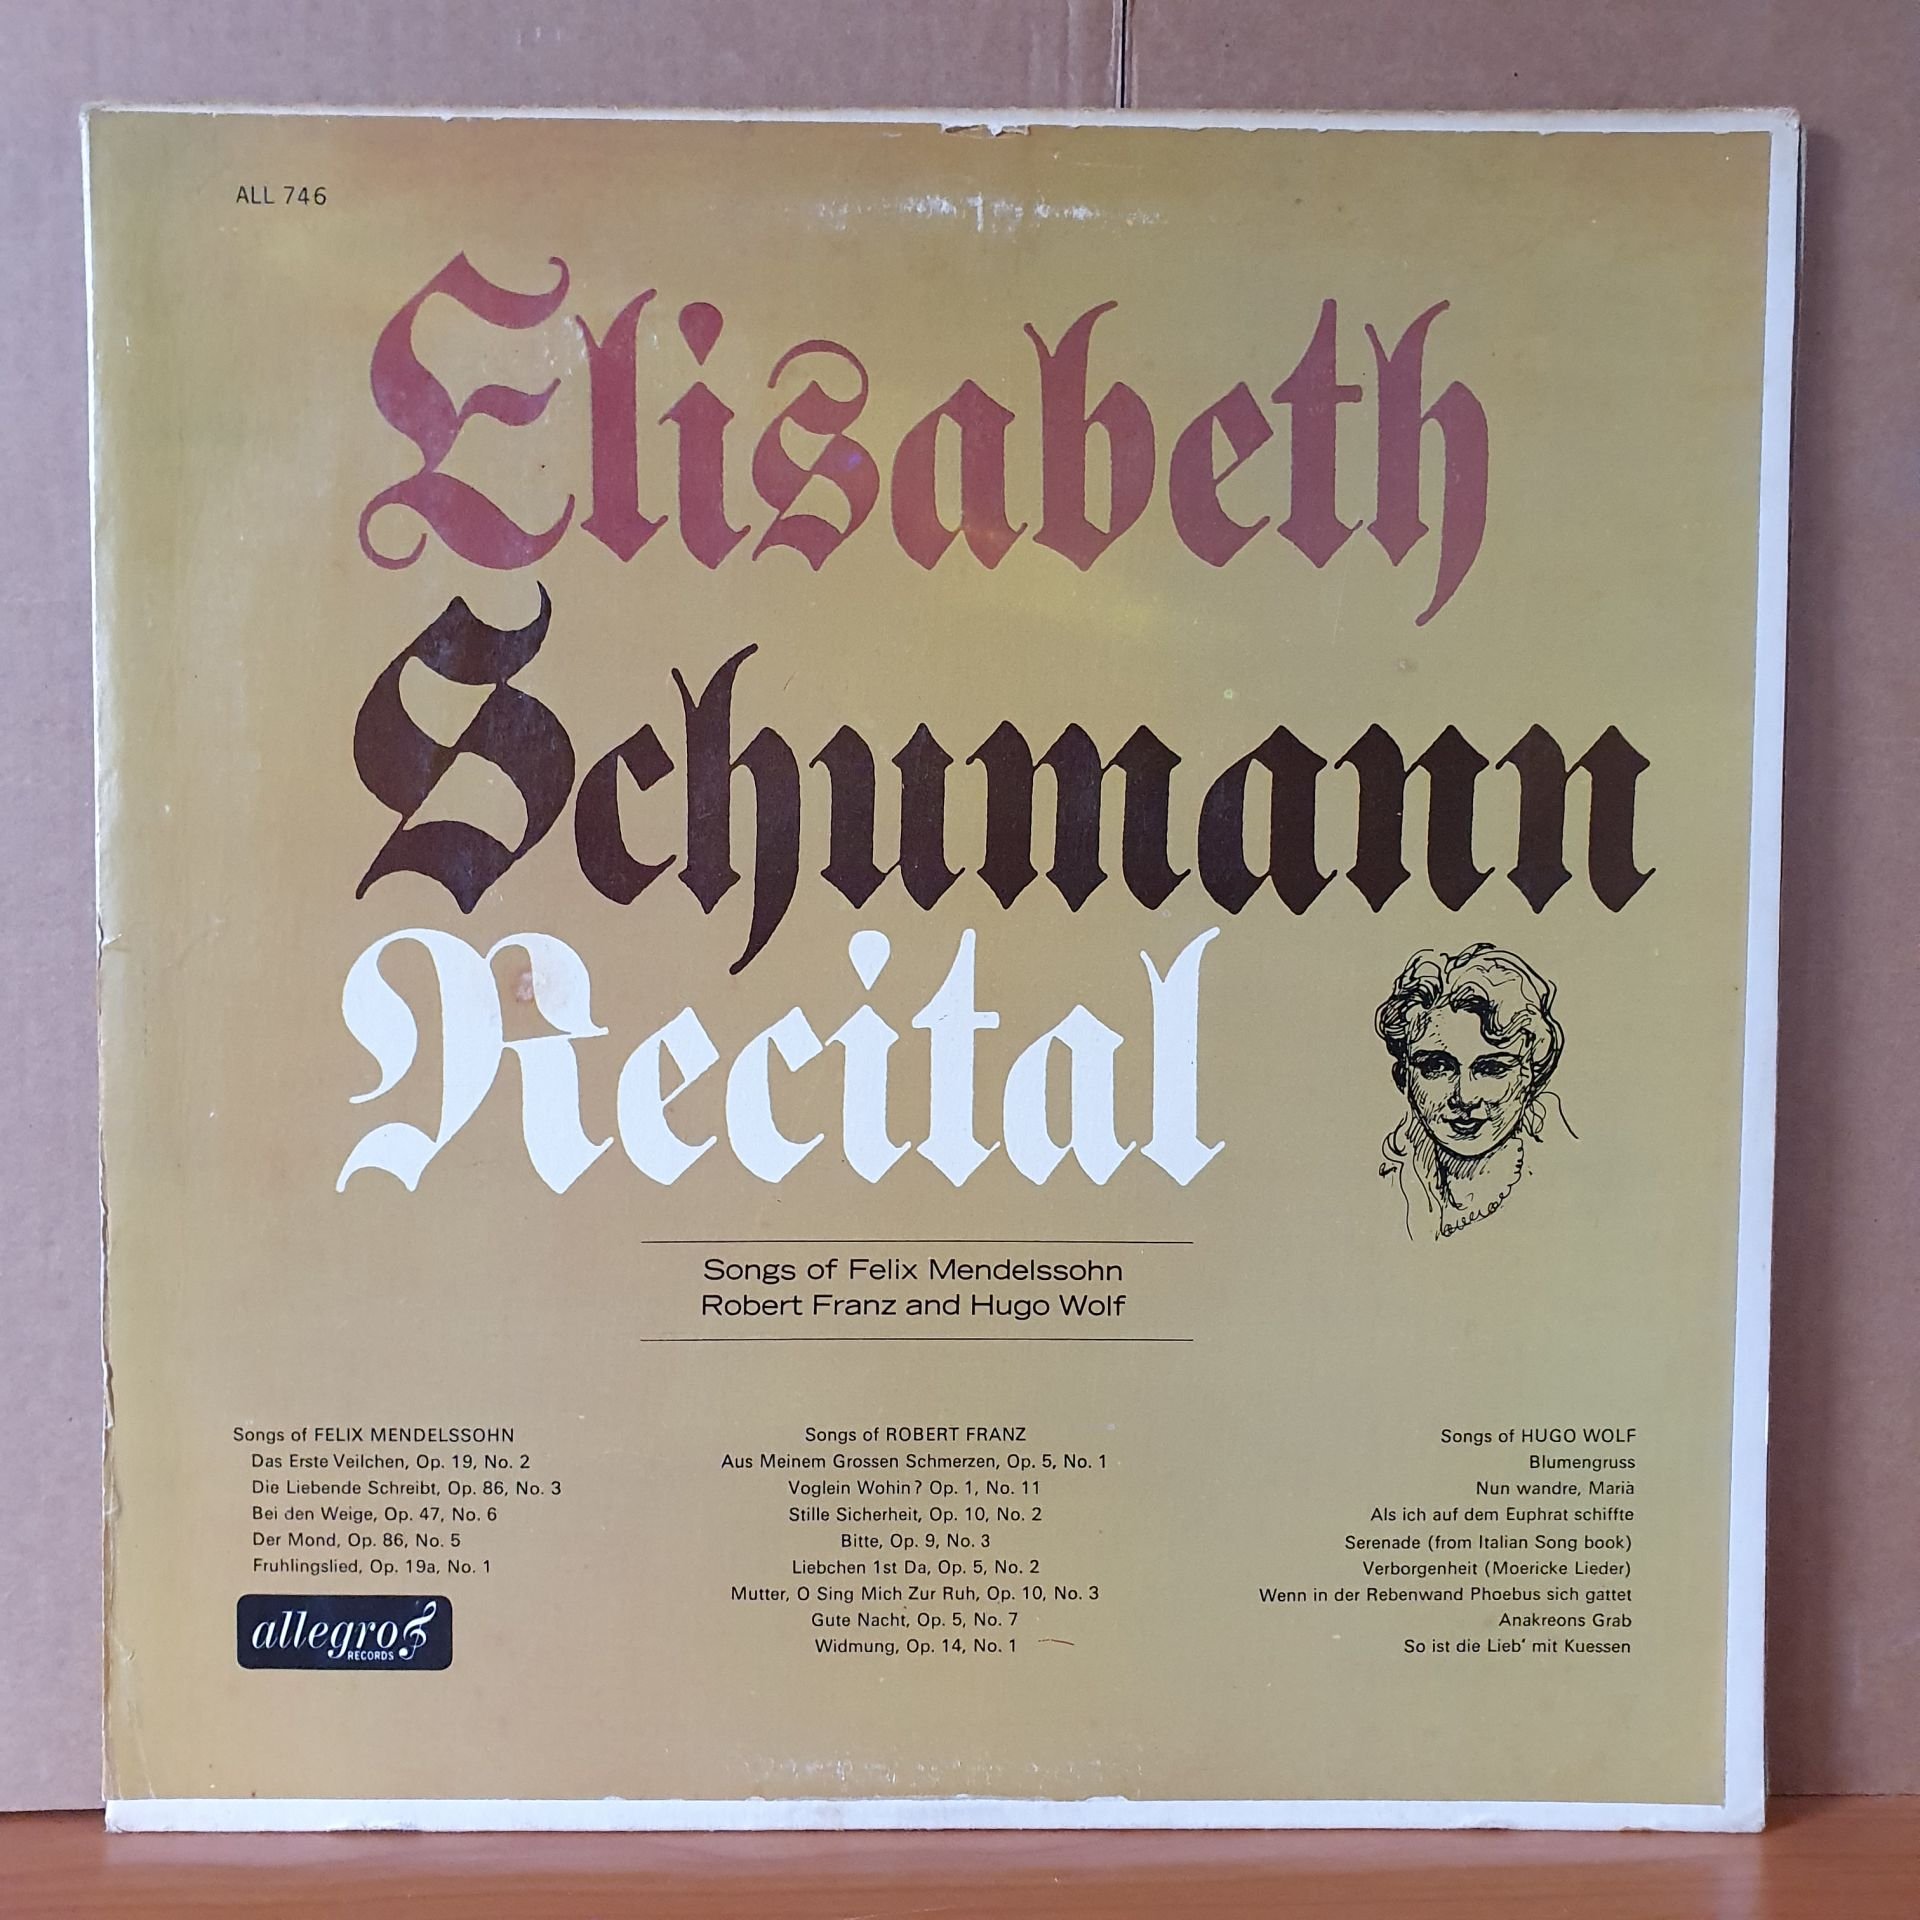 ALL 746
Elisabeth
Schumann
Recital
Songs of Felix Mendelssohn
Robert Franz and Hugo Wolf
Songs of FELIX MENDELSSOHN
Das Erste Veilchen, Op. 19, No. 2
Die Liebende Schreibt, Op. 86, No. 3
Bei den Weige, Op. 47, No. 6
Der Mond, Op. 86, No. 5
Fruhlingslied, Op. 19a, No. 1
allegro
RECORDS
Songs of ROBERT FRANZ
Aus Meinem Grossen Schmerzen, Op. 5, No. 1
Voglein Wohin? Op. 1, No. 11
Stille Sicherheit, Op. 10, No. 2
Bitte, Op. 9, No. 3
Liebchen 1st Da, Op. 5, No. 2
Mutter, O Sing Mich Zur Ruh, Op. 10, No. 3
Gute Nacht, Op. 5, No. 7
Widmung, Op. 14, No. 1
Songs of HUGO WOLF
Blumengruss
Nun wandre, Mariä
Als ich auf dem Euphrat schiffte
Serenade (from Italian Song book)
Verborgenheit (Moericke Lieder)
Wenn in der Rebenwand Phoebus sich gattet
Anakreons Grab
So ist die Lieb' mit Kuessen